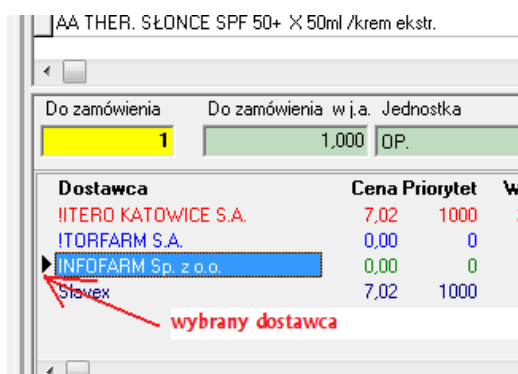 AA THER. SŁOŃCE SPF 50+ X 50ml /krem ekstr.
Do zamówienia Do zamówienia w j.a. Jednostka
1 1,000 OP.
Dostawca Cena Priorytet
!ITERO KATOWICE S.A. 7,02 1000
!TORFARM S.A. 0,00 0
INFOFARM Sp. z o.o. 0,00 0
Slavex 7,02 1000
wybrany dostawca